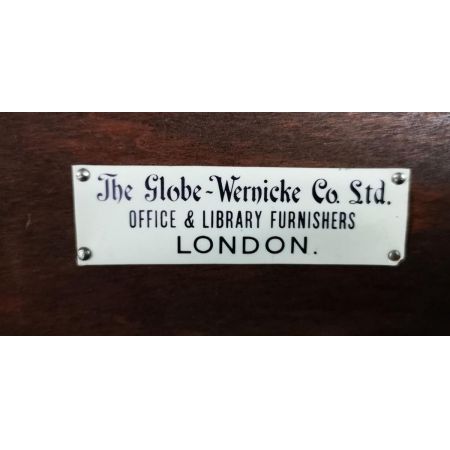 The Globe-Wernicke Co. Ltd.
OFFICE & LIBRARY FURNISHERS
LONDON.